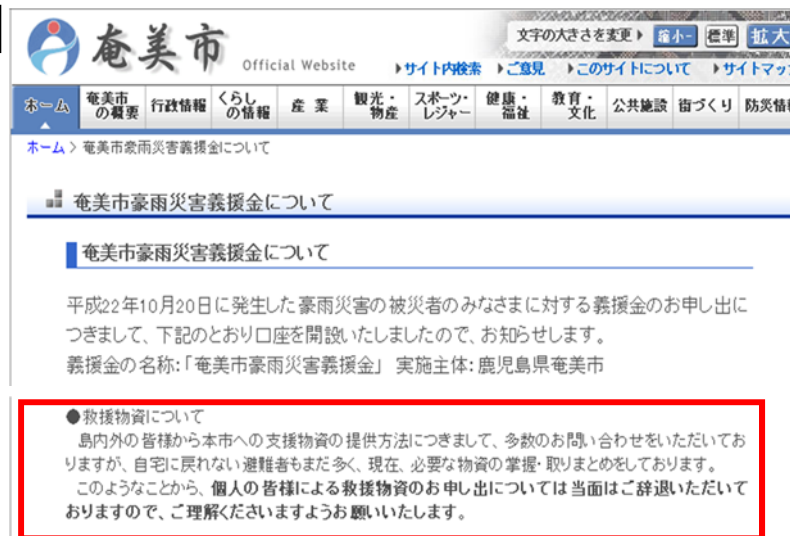 奄美市 Official Website
文字の大きさを変更 縮小- 標準 拡大
サイト内検索 ご意見 このサイトについて サイトマッ
ホーム 奄美市の概要 行政情報 くらしの情報 産業 観光・物産 スポーツ・レジャー 健康・福祉 教育・文化 公共施設 街づくり 防災情報
ホーム > 奄美市豪雨災害義援金について
奄美市豪雨災害義援金について
奄美市豪雨災害義援金について
平成22年10月20日に発生した豪雨災害の被災者のみなさまに対する義援金のお申し出に
つきまして、下記のとおり口座を開設いたしましたので、お知らせします。
義援金の名称:「奄美市豪雨災害義援金」 実施主体:鹿児島県奄美市
●救援物資について
島内外の皆様から本市への支援物資の提供方法につきまして、多数のお問い合わせをいただいてお
りますが、自宅に戻れない避難者もまだ多く、現在、必要な物資の掌握・取りまとめをしております。
このようなことから、個人の皆様による救援物資のお申し出については当面はご辞退いただいて
おりますので、ご理解くださいますようお願いいたします。